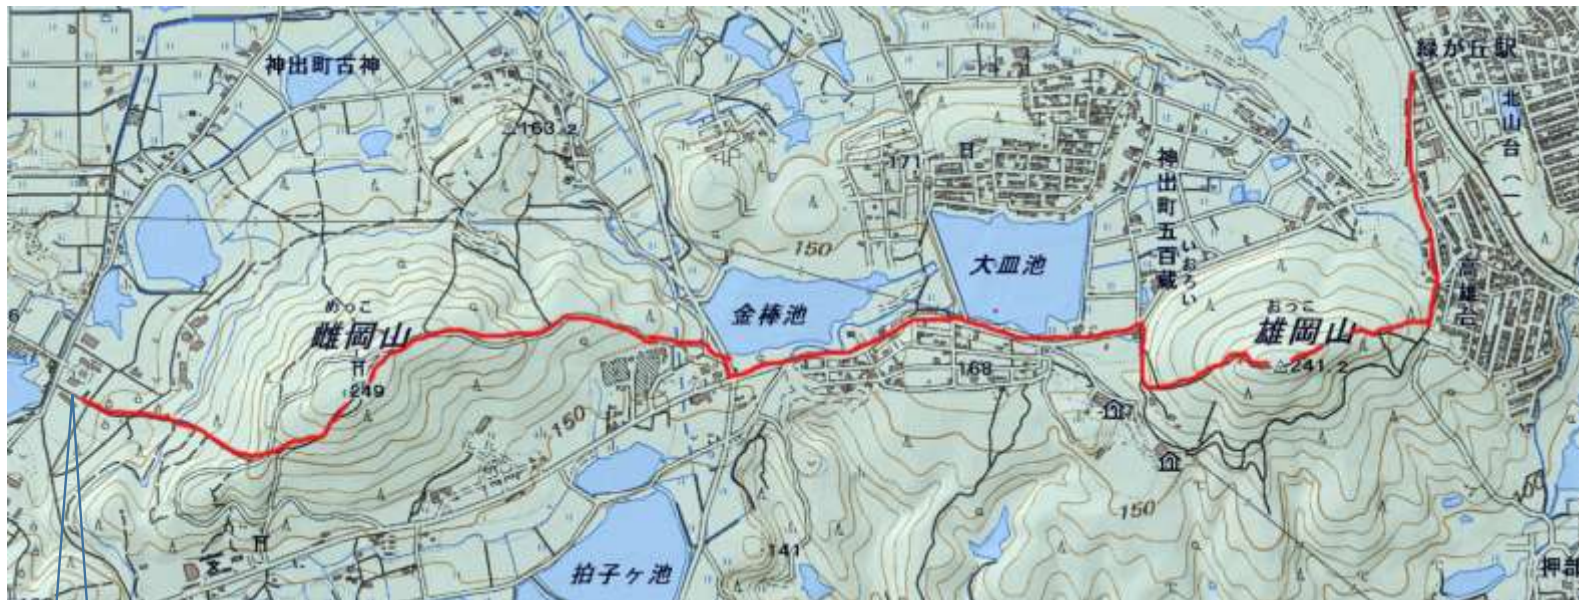 緑が丘駅
神出町古神
北山台(一)
163.2
171
神出町五百蔵
いおろい
150
大皿池
高雄台
めっこ
雌岡山
金棒池
おっこ
雄岡山
249
168
241.2
150
150
150
141
拍子ヶ池
押部